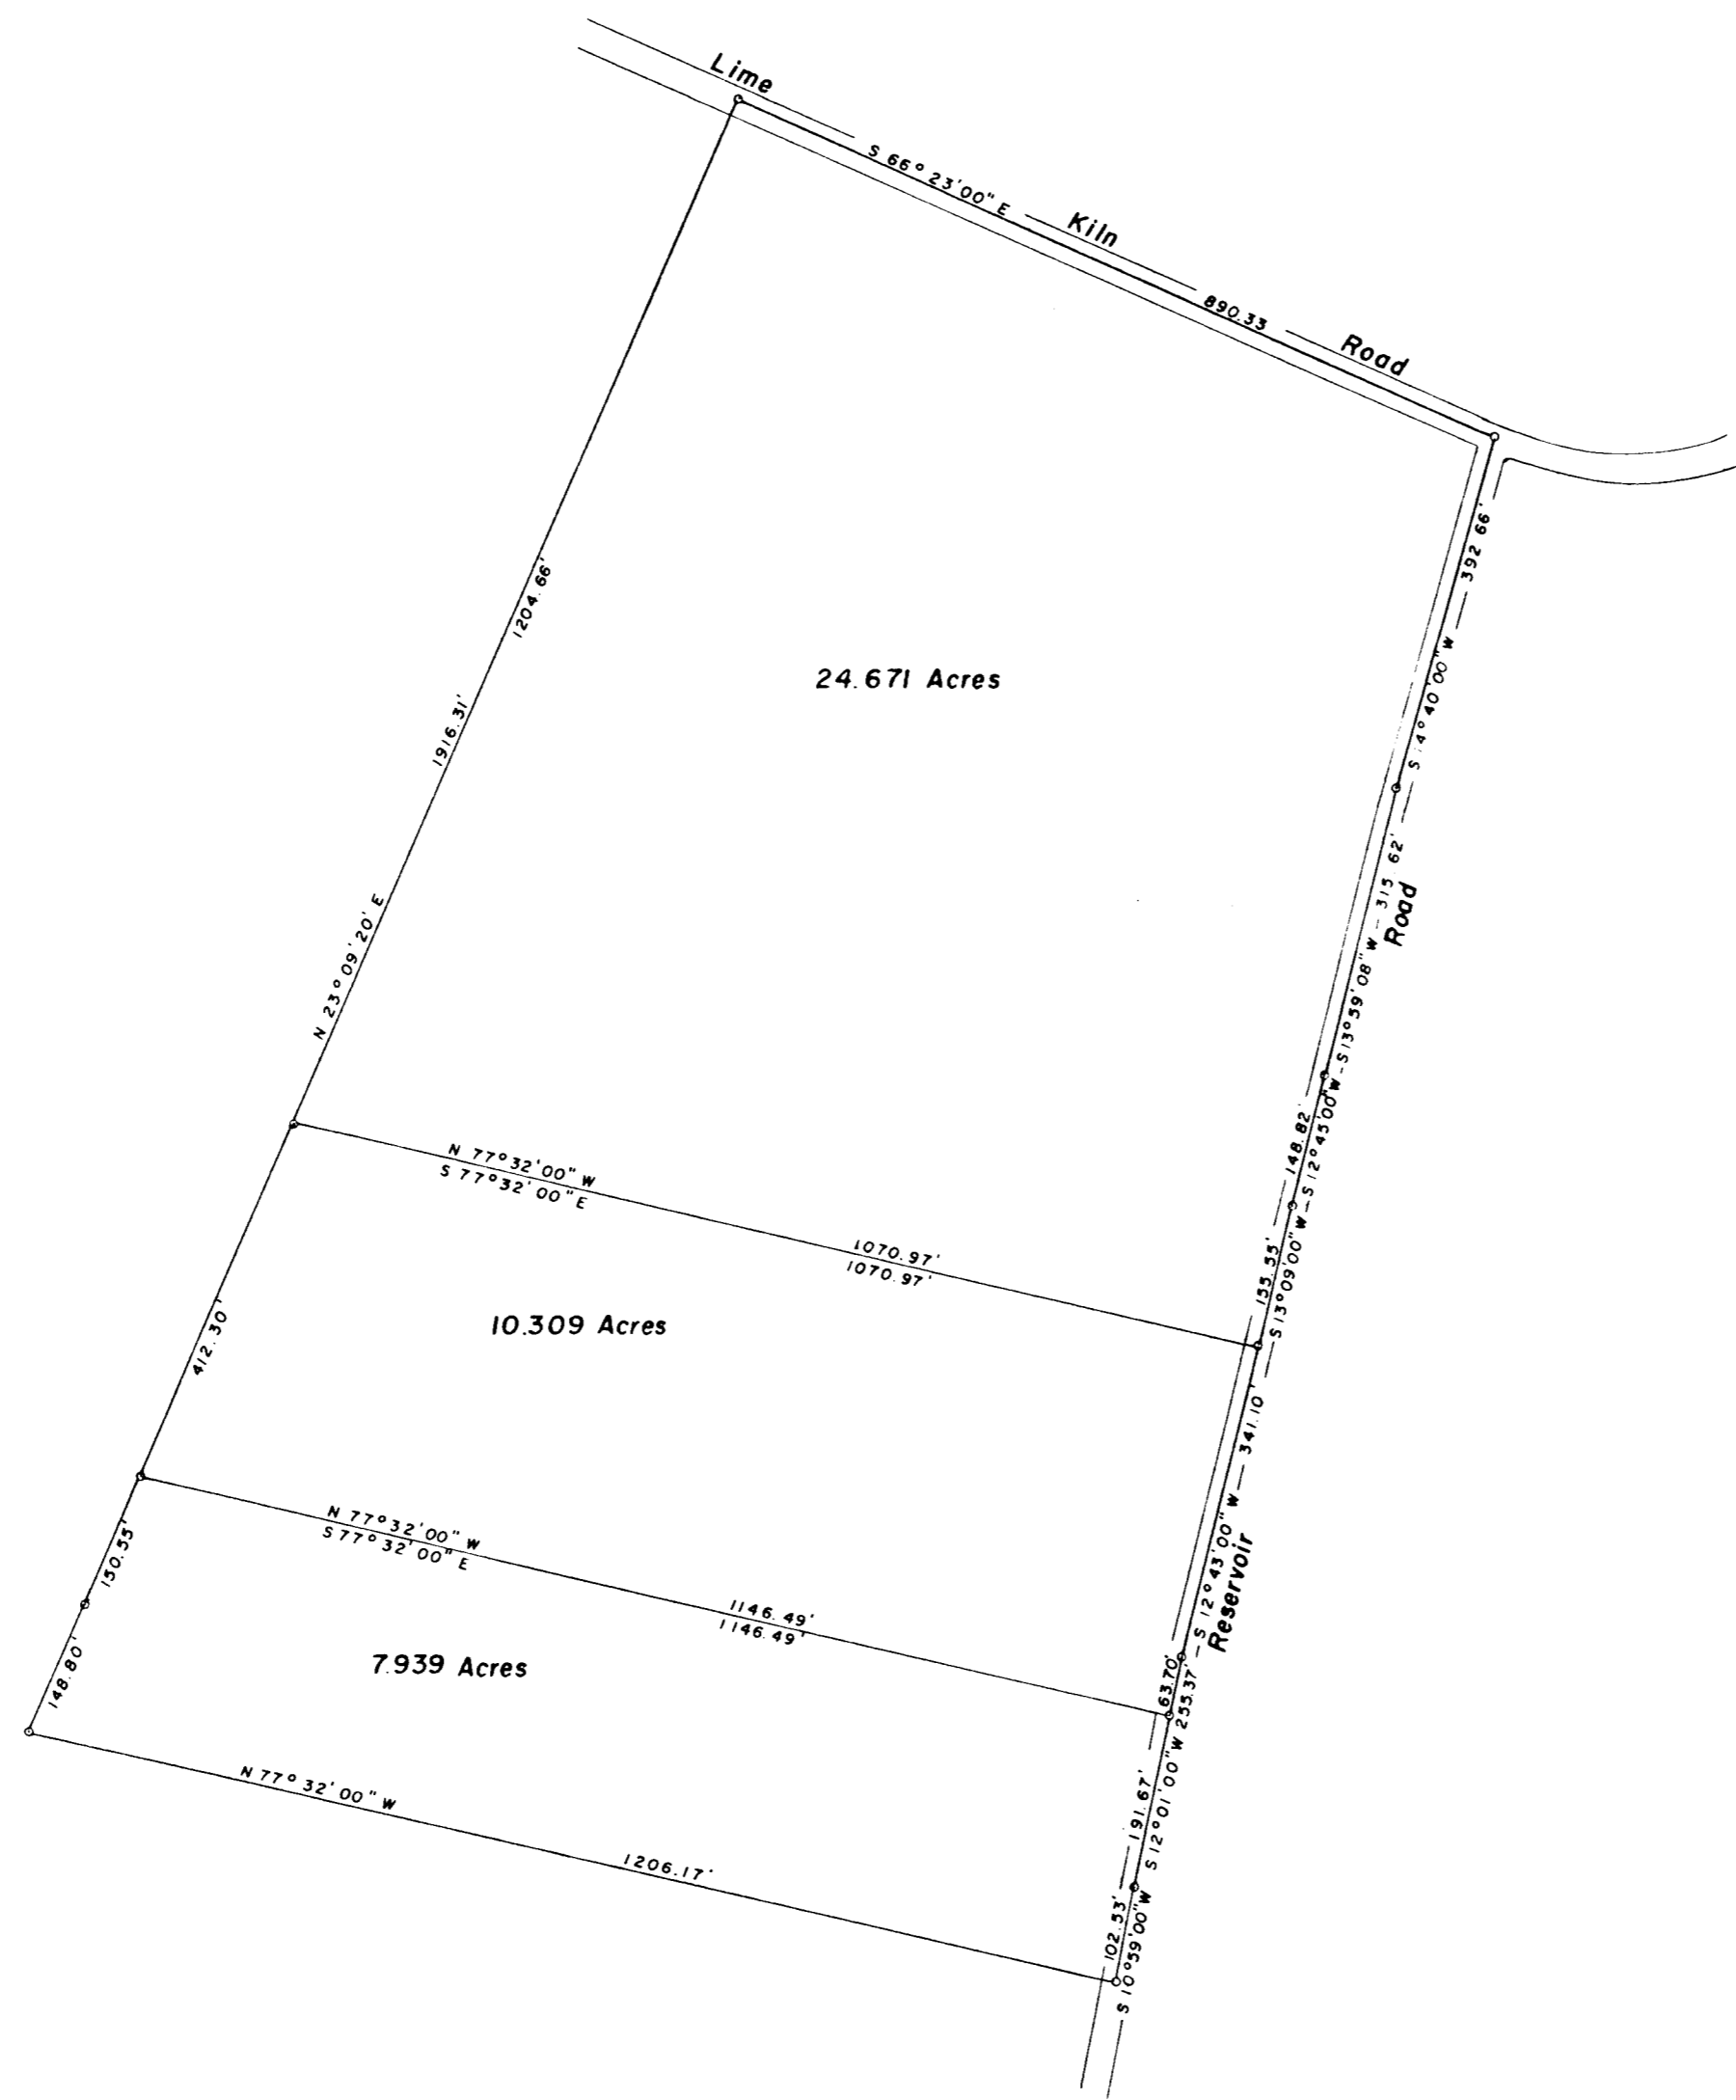 Lime
S 66° 23' 00" E
Kiln
890.33
Road
392 66'
S 14° 40' 00" W
1204.66'
24.671 Acres
1916.31'
315 62'
Road
S 13° 59' 08" W
N 23° 09' 20' E
148.82'
S 12° 45' 00" W
N 77° 32' 00" W
S 77° 32' 00" E
1070.97'
1070.97'
155.55'
S 13° 09' 00" W
10.309 Acres
412.30'
341.10'
S 12° 43' 00" W
Reservoir
N 77° 32' 00" W
S 77° 32' 00" E
1146.49'
1146.49'
150.55'
63.70'
255.37'
S 12° 01' 00" W
7.939 Acres
148.80'
191.67'
N 77° 32' 00" W
1206.17'
102.53'
S 10° 59' 00" W